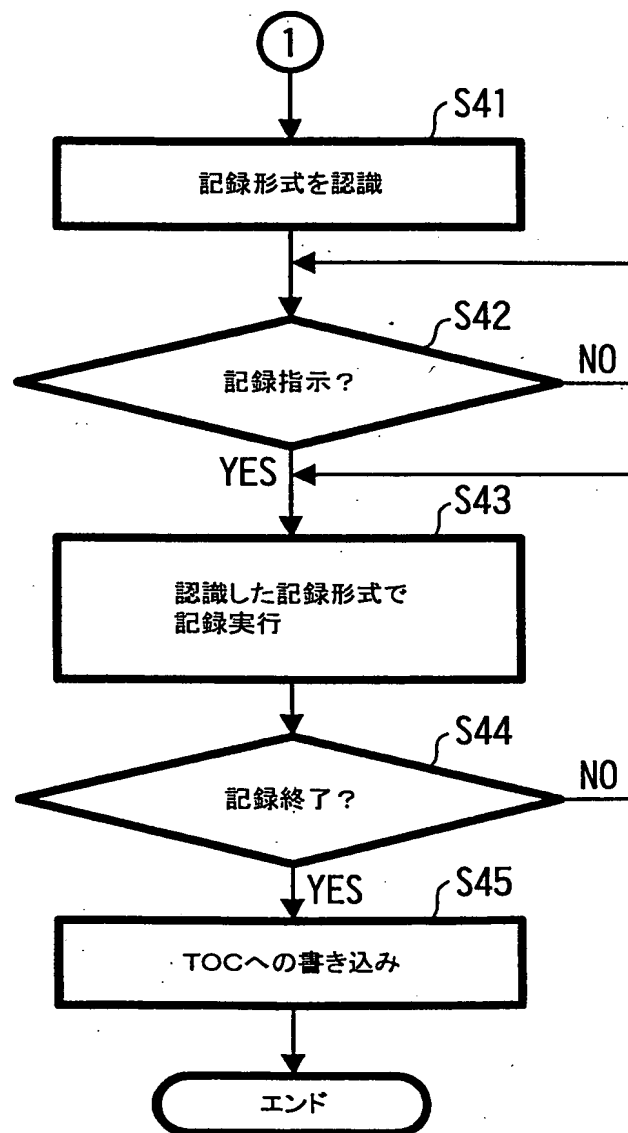 1
S41
記録形式を認識
S42
記録指示？
NO
YES
S43
認識した記録形式で
記録実行
S44
記録終了？
NO
YES
S45
TOCへの書き込み
エンド